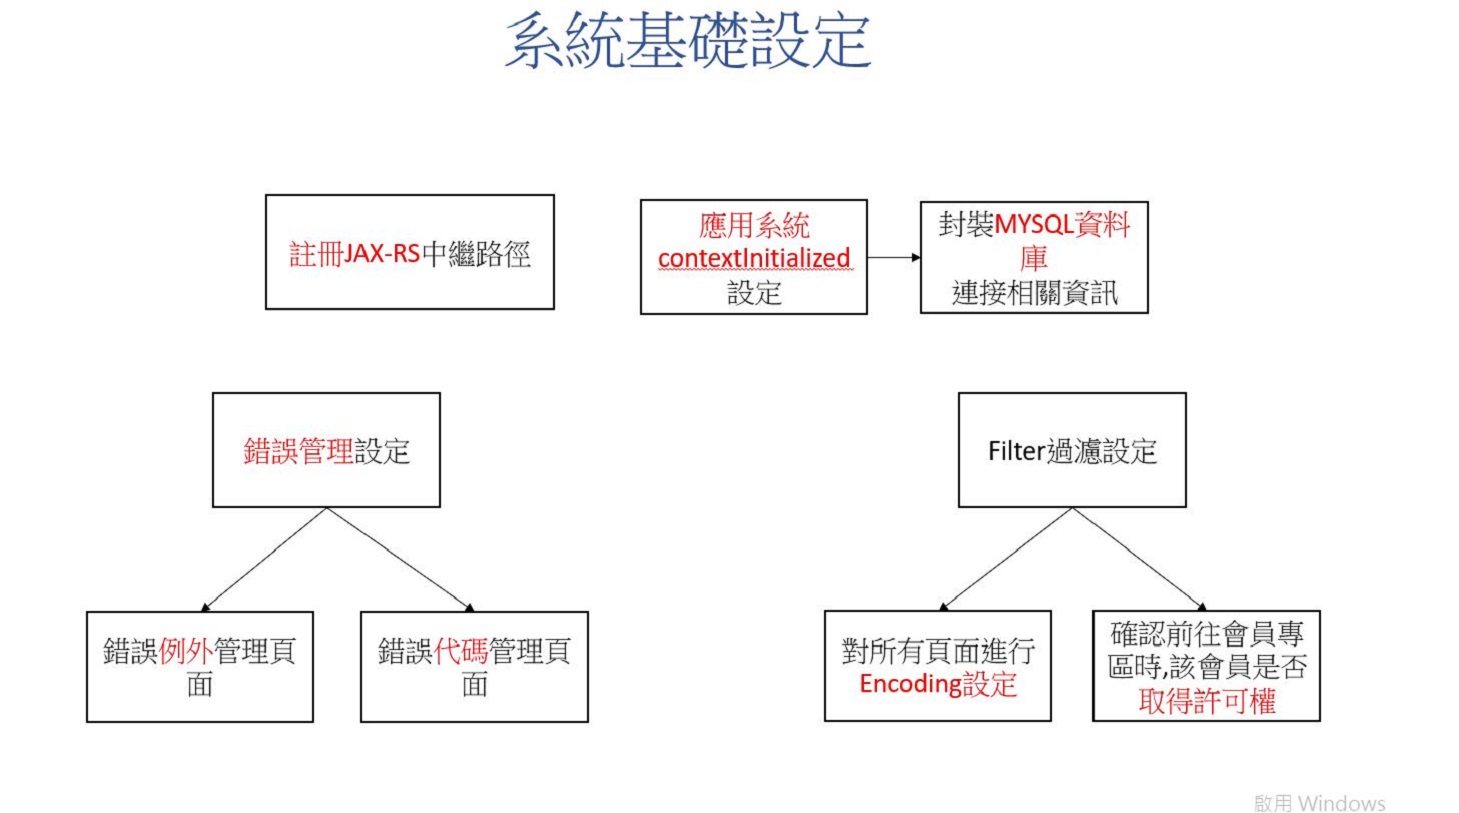 系統基礎設定
註冊JAX-RS中繼路徑
應用系統
contextInitialized
設定
封裝MYSQL資料
庫
連接相關資訊
錯誤管理設定
Filter過濾設定
錯誤例外管理頁
面
錯誤代碼管理頁
面
對所有頁面進行
Encoding設定
確認前往會員專
區時,該會員是否
取得許可權
啟用 Windows